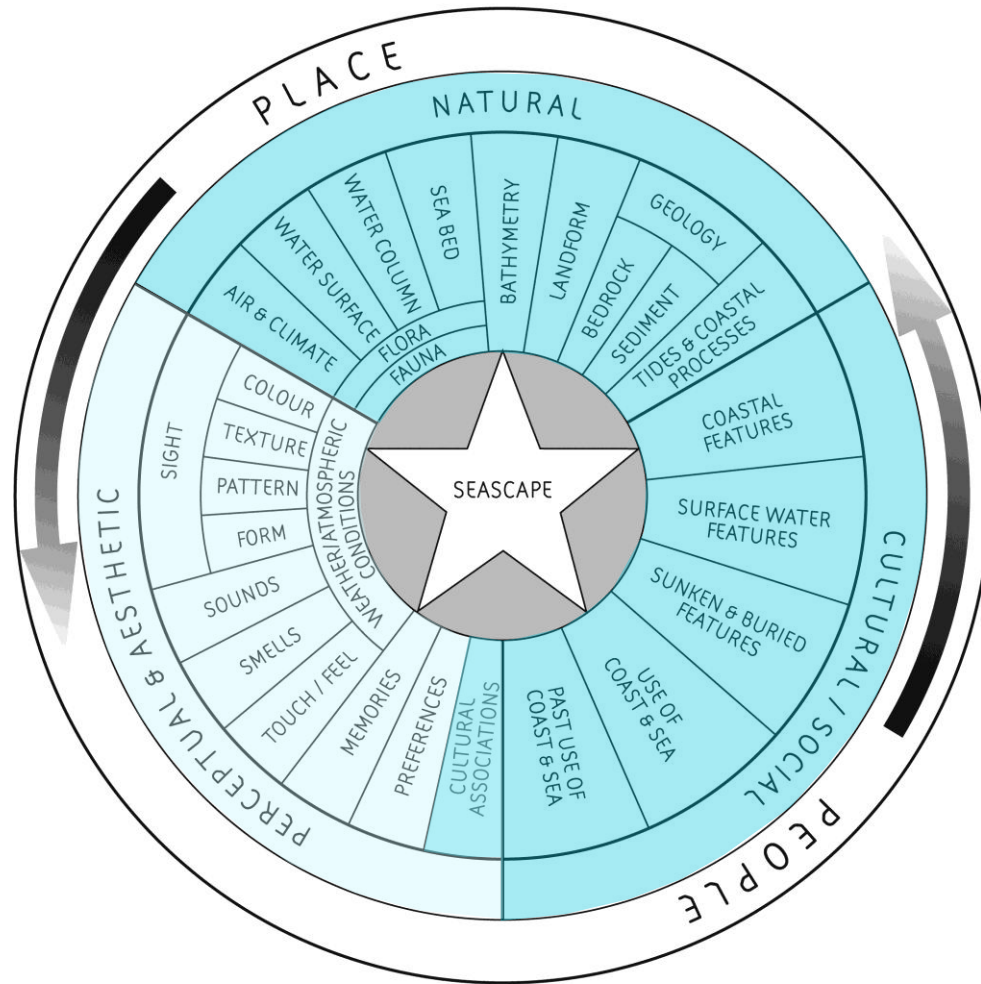 PLACE
NATURAL
AIR & CLIMATE
WATER SURFACE
WATER COLUMN
SEA BED
FLORA
FAUNA
BATHYMETRY
LANDFORM
GEOLOGY
BEDROCK
SEDIMENT
TIDES & COASTAL
PROCESSES
CULTURAL / SOCIAL
COASTAL
FEATURES
SURFACE WATER
FEATURES
SUNKEN & BURIED
FEATURES
USE OF
COAST & SEA
PAST USE OF
COAST & SEA
PEOPLE
PERCEPTUAL & AESTHETIC
CULTURAL
ASSOCIATIONS
PREFERENCES
MEMORIES
TOUCH / FEEL
SMELLS
SOUNDS
SIGHT
COLOUR
TEXTURE
PATTERN
FORM
WEATHER/ATMOSPHERIC
CONDITIONS
SEASCAPE